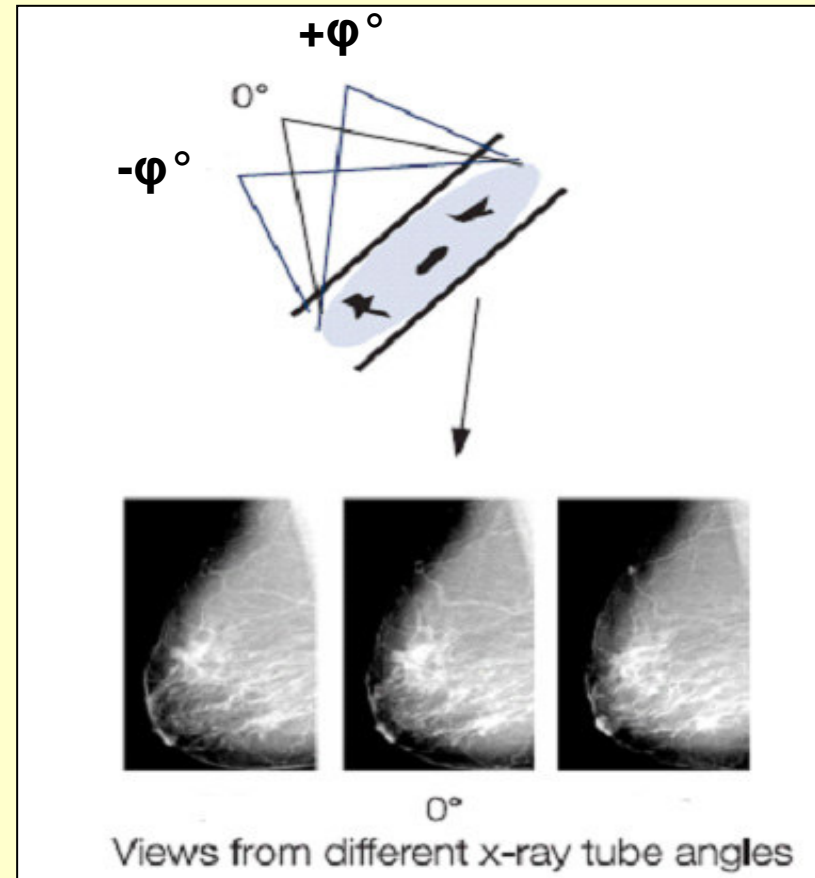 +φ°
0°
-φ°
0°
Views from different x-ray tube angles